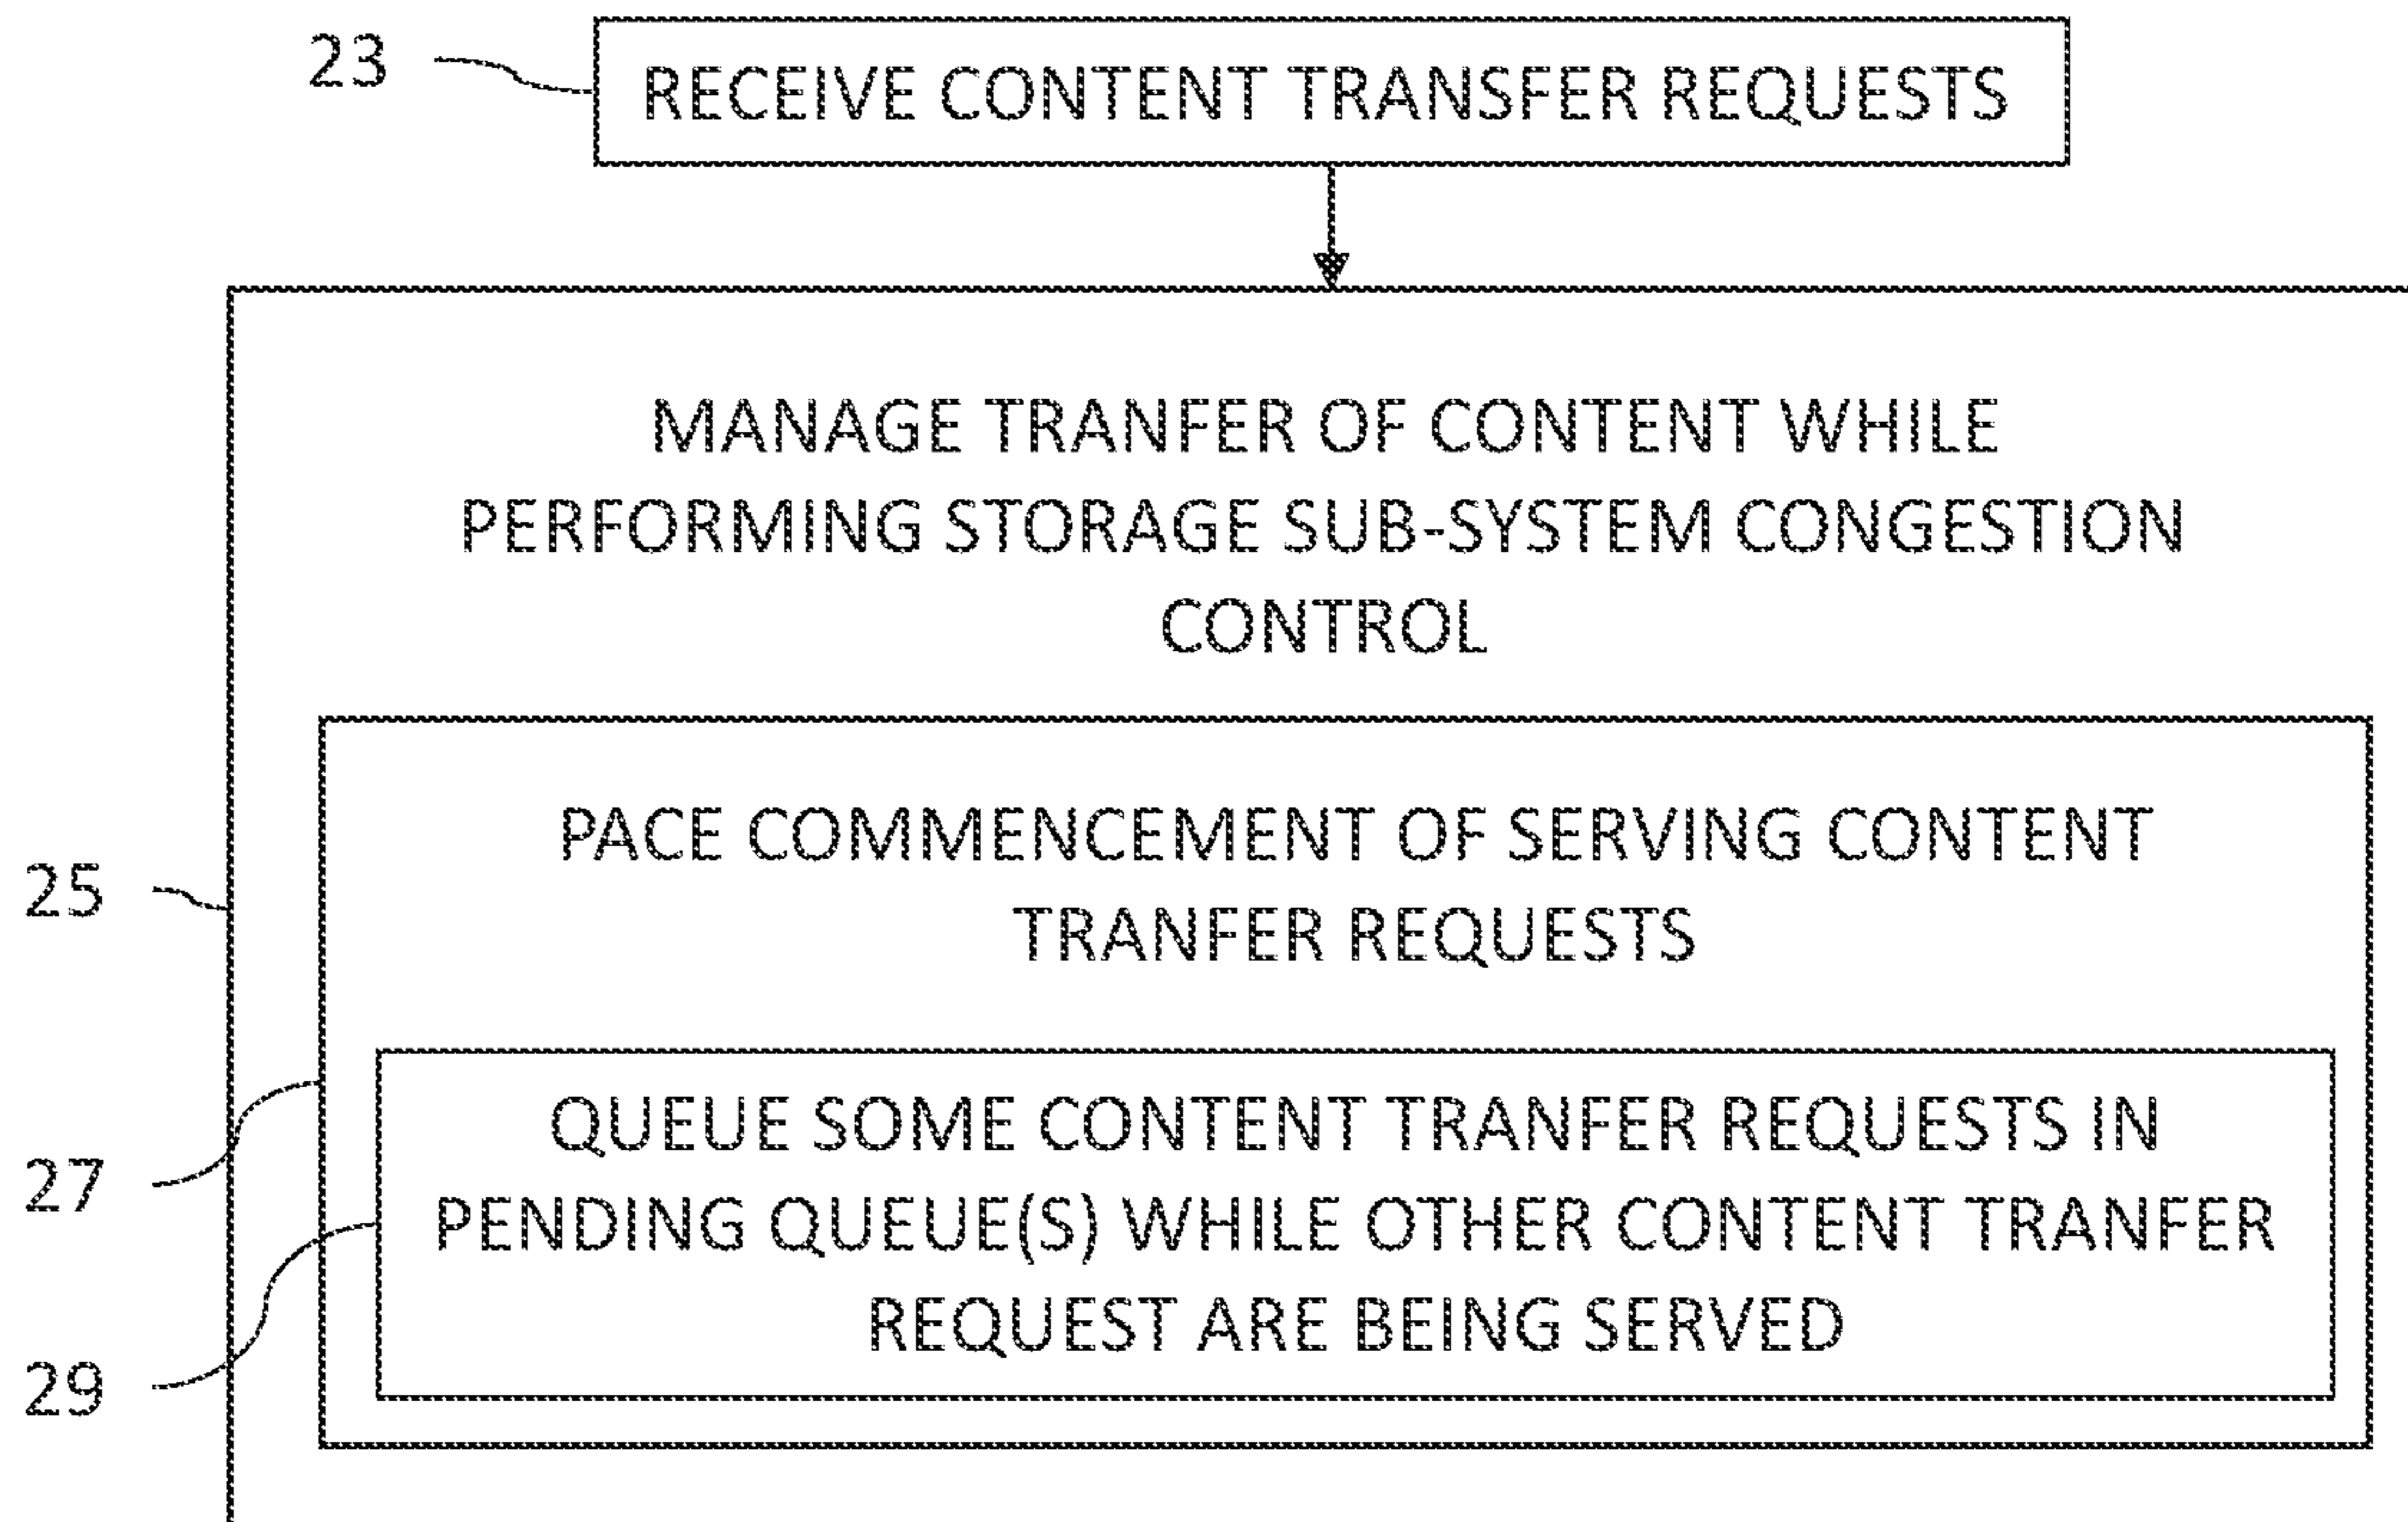 23
RECEIVE CONTENT TRANSFER REQUESTS
MANAGE TRANFER OF CONTENT WHILE
PERFORMING STORAGE SUB-SYSTEM CONGESTION
CONTROL
25
PACE COMMENCEMENT OF SERVING CONTENT
TRANFER REQUESTS
27
QUEUE SOME CONTENT TRANFER REQUESTS IN
PENDING QUEUE(S) WHILE OTHER CONTENT TRANFER
REQUEST ARE BEING SERVED
29